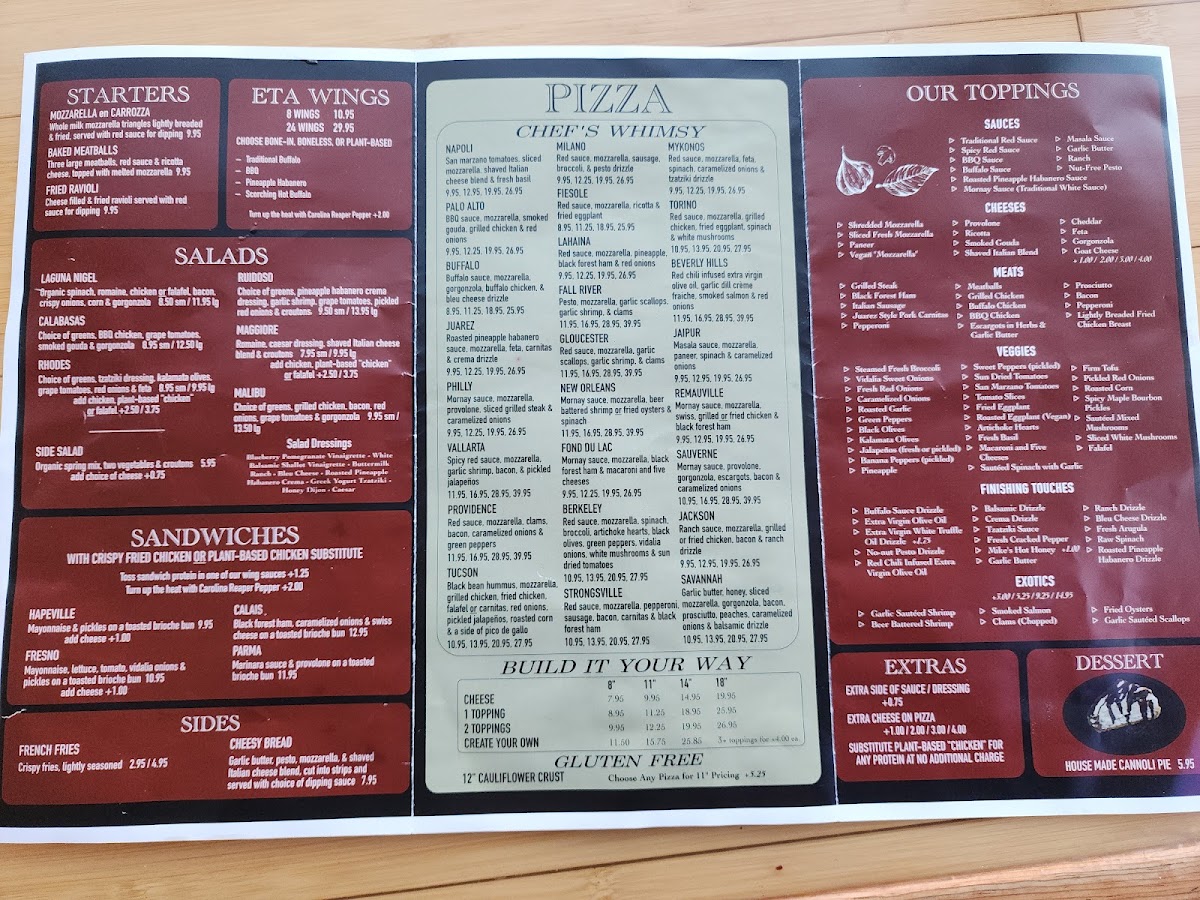 STARTERS
MOZZARELLA en CARROZZA
Whole milk mozzarella triangles lightly breaded
& fried, served with red sauce for dipping 9.95
BAKED MEATBALLS
Three large meatballs, red sauce & ricotta
cheese, topped with melted mozzarella 9.95
FRIED RAVIOLI
Cheese filled & fried ravioli served with red
sauce for dipping 9.95
ETA WINGS
8 WINGS 10.95
24 WINGS 29.95
CHOOSE BONE-IN, BONELESS, OR PLANT-BASED
– Traditional Buffalo
– BBQ
– Pineapple Habanero
– Scorching Hot Buffalo
Turn up the heat with Carolina Reaper Pepper +2.00
SALADS
LAGUNA NIGEL
Organic spinach, romaine, chicken or falafel, bacon,
crispy onions, corn & gorgonzola 8.50 sm / 11.95 lg
CALABASAS
Choice of greens, BBQ chicken, grape tomatoes,
smoked gouda & gorgonzola 8.95 sm / 12.50 lg
RHODES
Choice of greens, tzatziki dressing, kalamata olives,
grape tomatoes, red onions & feta 8.95 sm / 9.95 lg
add chicken, plant-based "chicken"
or falafel +2.50 / 3.75
SIDE SALAD
Organic spring mix, two vegetables & croutons 5.95
add choice of cheese +0.75
RUIDOSO
Choice of greens, pineapple habanero crema
dressing, garlic shrimp, grape tomatoes, pickled
red onions & croutons 9.50 sm / 13.95 lg
MAGGIORE
Romaine, caesar dressing, shaved Italian cheese
blend & croutons 7.95 sm / 9.95 lg
add chicken, plant-based "chicken"
or falafel +2.50 / 3.75
MALIBU
Choice of greens, grilled chicken, bacon, red
onions, grape tomatoes & gorgonzola 9.95 sm /
13.50 lg
Salad Dressings
Blueberry Pomegranate Vinaigrette - White
Balsamic Shallot Vinaigrette - Buttermilk
Ranch - Bleu Cheese - Roasted Pineapple
Habanero Crema - Greek Yogurt Tzatziki -
Honey Dijon - Caesar
SANDWICHES
WITH CRISPY FRIED CHICKEN OR PLANT-BASED CHICKEN SUBSTITUTE
Toss sandwich protein in one of our wing sauces +1.25
Turn up the heat with Carolina Reaper Pepper +2.00
HAPEVILLE
Mayonnaise & pickles on a toasted brioche bun 9.95
add cheese +1.00
FRESNO
Mayonnaise, lettuce, tomato, vidalia onions &
pickles on a toasted brioche bun 10.95
add cheese +1.00
CALAIS
Black forest ham, caramelized onions & swiss
cheese on a toasted brioche bun 12.95
PARMA
Marinara sauce & provolone on a toasted
brioche bun 11.95
SIDES
FRENCH FRIES
Crispy fries, lightly seasoned 2.95 / 4.95
CHEESY BREAD
Garlic butter, pesto, mozzarella, & shaved
Italian cheese blend, cut into strips and
served with choice of dipping sauce 7.95
PIZZA
CHEF'S WHIMSY
NAPOLI
San marzano tomatoes, sliced
mozzarella, shaved Italian
cheese blend & fresh basil
9.95, 12.25, 19.95, 26.95
PALO ALTO
BBQ sauce, mozzarella, smoked
gouda, grilled chicken & red
onions
9.95, 12.25, 19.95, 26.95
BUFFALO
Buffalo sauce, mozzarella,
gorgonzola, buffalo chicken, &
bleu cheese drizzle
8.95, 11.25, 18.95, 25.95
JUAREZ
Roasted pineapple habanero
sauce, mozzarella, feta, carnitas
& crema drizzle
9.95, 12.25, 19.95, 26.95
PHILLY
Mornay sauce, mozzarella,
provolone, sliced grilled steak &
caramelized onions
9.95, 12.25, 19.95, 26.95
VALLARTA
Spicy red sauce, mozzarella,
garlic shrimp, bacon, & pickled
jalapeños
11.95, 16.95, 28.95, 39.95
PROVIDENCE
Red sauce, mozzarella, clams,
bacon, caramelized onions &
green peppers
11.95, 16.95, 28.95, 39.95
TUCSON
Black bean hummus, mozzarella,
grilled chicken, fried chicken,
falafel or carnitas, red onions,
pickled jalapeños, roasted corn
& a side of pico de gallo
10.95, 13.95, 20.95, 27.95
MILANO
Red sauce, mozzarella, sausage,
broccoli, & pesto drizzle
9.95, 12.25, 19.95, 26.95
FIESOLE
Red sauce, mozzarella, ricotta &
fried eggplant
8.95, 11.25, 18.95, 25.95
LAHAINA
Red sauce, mozzarella, pineapple,
black forest ham & red onions
9.95, 12.25, 19.95, 26.95
FALL RIVER
Pesto, mozzarella, garlic scallops,
garlic shrimp, & clams
11.95, 16.95, 28.95, 39.95
GLOUCESTER
Red sauce, mozzarella, garlic
scallops, garlic shrimp, & clams
11.95, 16.95, 28.95, 39.95
NEW ORLEANS
Red sauce, mozzarella, beer
battered shrimp or fried oysters &
spinach
11.95, 16.95, 28.95, 39.95
FOND DU LAC
Mornay sauce, mozzarella, black
forest ham & macaroni and five
cheeses
9.95, 12.25, 19.95, 26.95
BERKELEY
Red sauce, mozzarella, spinach,
broccoli, artichoke hearts, black
olives, green peppers, vidalia
onions, white mushrooms & sun
dried tomatoes
10.95, 13.95, 20.95, 27.95
STRONGSVILLE
Red sauce, mozzarella, pepperoni,
sausage, bacon, carnitas & black
forest ham
10.95, 13.95, 20.95, 27.95
MYKONOS
Red sauce, mozzarella, feta,
spinach, caramelized onions &
tzatziki drizzle
9.95, 12.25, 19.95, 26.95
TORINO
Red sauce, mozzarella, grilled
chicken, fried eggplant, spinach
& white mushrooms
10.95, 13.95, 20.95, 27.95
BEVERLY HILLS
Red chili infused extra virgin
olive oil, garlic dill crème
fraiche, smoked salmon & red
onions
11.95, 16.95, 28.95, 39.95
JAIPUR
Masala sauce, mozzarella,
paneer, spinach & caramelized
onions
9.95, 12.95, 19.95, 26.95
REMAUVILLE
Mornay sauce, mozzarella,
swiss, grilled or fried chicken &
black forest ham
9.95, 12.25, 19.95, 26.95
SAUVERNE
Mornay sauce, provolone,
gorgonzola, escargots, bacon &
caramelized onions
10.95, 16.95, 28.95, 39.95
JACKSON
Ranch sauce, mozzarella, grilled
or fried chicken, bacon & ranch
drizzle
9.95, 12.95, 19.95, 26.95
SAVANNAH
Garlic butter, honey, sliced
mozzarella, gorgonzola, bacon,
prosciutto, peaches, caramelized
onions & balsamic drizzle
10.95, 13.95, 20.95, 27.95
BUILD IT YOUR WAY
8" 11" 14" 18"
CHEESE 7.95 9.95 14.95 19.95
1 TOPPING 8.95 11.25 18.95 25.95
2 TOPPINGS 9.95 12.25 19.95 26.95
CREATE YOUR OWN 11.50 15.75 25.85 3+ toppings for +4.00 ea.
GLUTEN FREE
12" CAULIFLOWER CRUST Choose Any Pizza for 11" Pricing +3.25
OUR TOPPINGS
SAUCES
Traditional Red Sauce
Spicy Red Sauce
BBQ Sauce
Buffalo Sauce
Roasted Pineapple Habanero Sauce
Mornay Sauce (Traditional White Sauce)
Masala Sauce
Garlic Butter
Ranch
Nut-Free Pesto
CHEESES
Shredded Mozzarella
Sliced Fresh Mozzarella
Paneer
Vegan 'Mozzarella'
Provolone
Ricotta
Smoked Gouda
Shaved Italian Blend
Cheddar
Feta
Gorgonzola
Goat Cheese
+ 1.00 / 2.00 / 3.00 / 4.00
MEATS
Grilled Steak
Black Forest Ham
Italian Sausage
Juarez Style Pork Carnitas
Pepperoni
Meatballs
Grilled Chicken
Buffalo Chicken
BBQ Chicken
Escargots in Herbs &
Garlic Butter
Prosciutto
Bacon
Pepperoni
Lightly Breaded Fried
Chicken Breast
VEGGIES
Steamed Fresh Broccoli
Vidalia Sweet Onions
Fresh Red Onions
Caramelized Onions
Roasted Garlic
Green Peppers
Black Olives
Kalamata Olives
Jalapeños (fresh or pickled)
Banana Peppers (pickled)
Pineapple
Sweet Peppers (pickled)
Sun Dried Tomatoes
San Marzano Tomatoes
Tomato Slices
Fried Eggplant
Roasted Eggplant (Vegan)
Artichoke Hearts
Fresh Basil
Macaroni and Five
Cheeses
Sautéed Spinach with Garlic
Firm Tofu
Pickled Red Onions
Roasted Corn
Spicy Maple Bourbon
Pickles
Sautéed Mixed
Mushrooms
Sliced White Mushrooms
Falafel
FINISHING TOUCHES
Buffalo Sauce Drizzle
Extra Virgin Olive Oil
Extra Virgin White Truffle
Oil Drizzle +1.75
No-nut Pesto Drizzle
Red Chili Infused Extra
Virgin Olive Oil
Balsamic Drizzle
Crema Drizzle
Tzatziki Sauce
Fresh Cracked Pepper
Mike's Hot Honey +1.00
Garlic Butter
Ranch Drizzle
Bleu Cheese Drizzle
Fresh Arugula
Raw Spinach
Roasted Pineapple
Habanero Drizzle
EXOTICS
+3.00 / 5.25 / 9.25 / 14.95
Garlic Sautéed Shrimp
Beer Battered Shrimp
Smoked Salmon
Clams (Chopped)
Fried Oysters
Garlic Sautéed Scallops
EXTRAS
EXTRA SIDE OF SAUCE / DRESSING
+0.75
EXTRA CHEESE ON PIZZA
+1.00 / 2.00 / 3.00 / 4.00
SUBSTITUTE PLANT-BASED "CHICKEN" FOR
ANY PROTEIN AT NO ADDITIONAL CHARGE
DESSERT
HOUSE MADE CANNOLI PIE 5.95